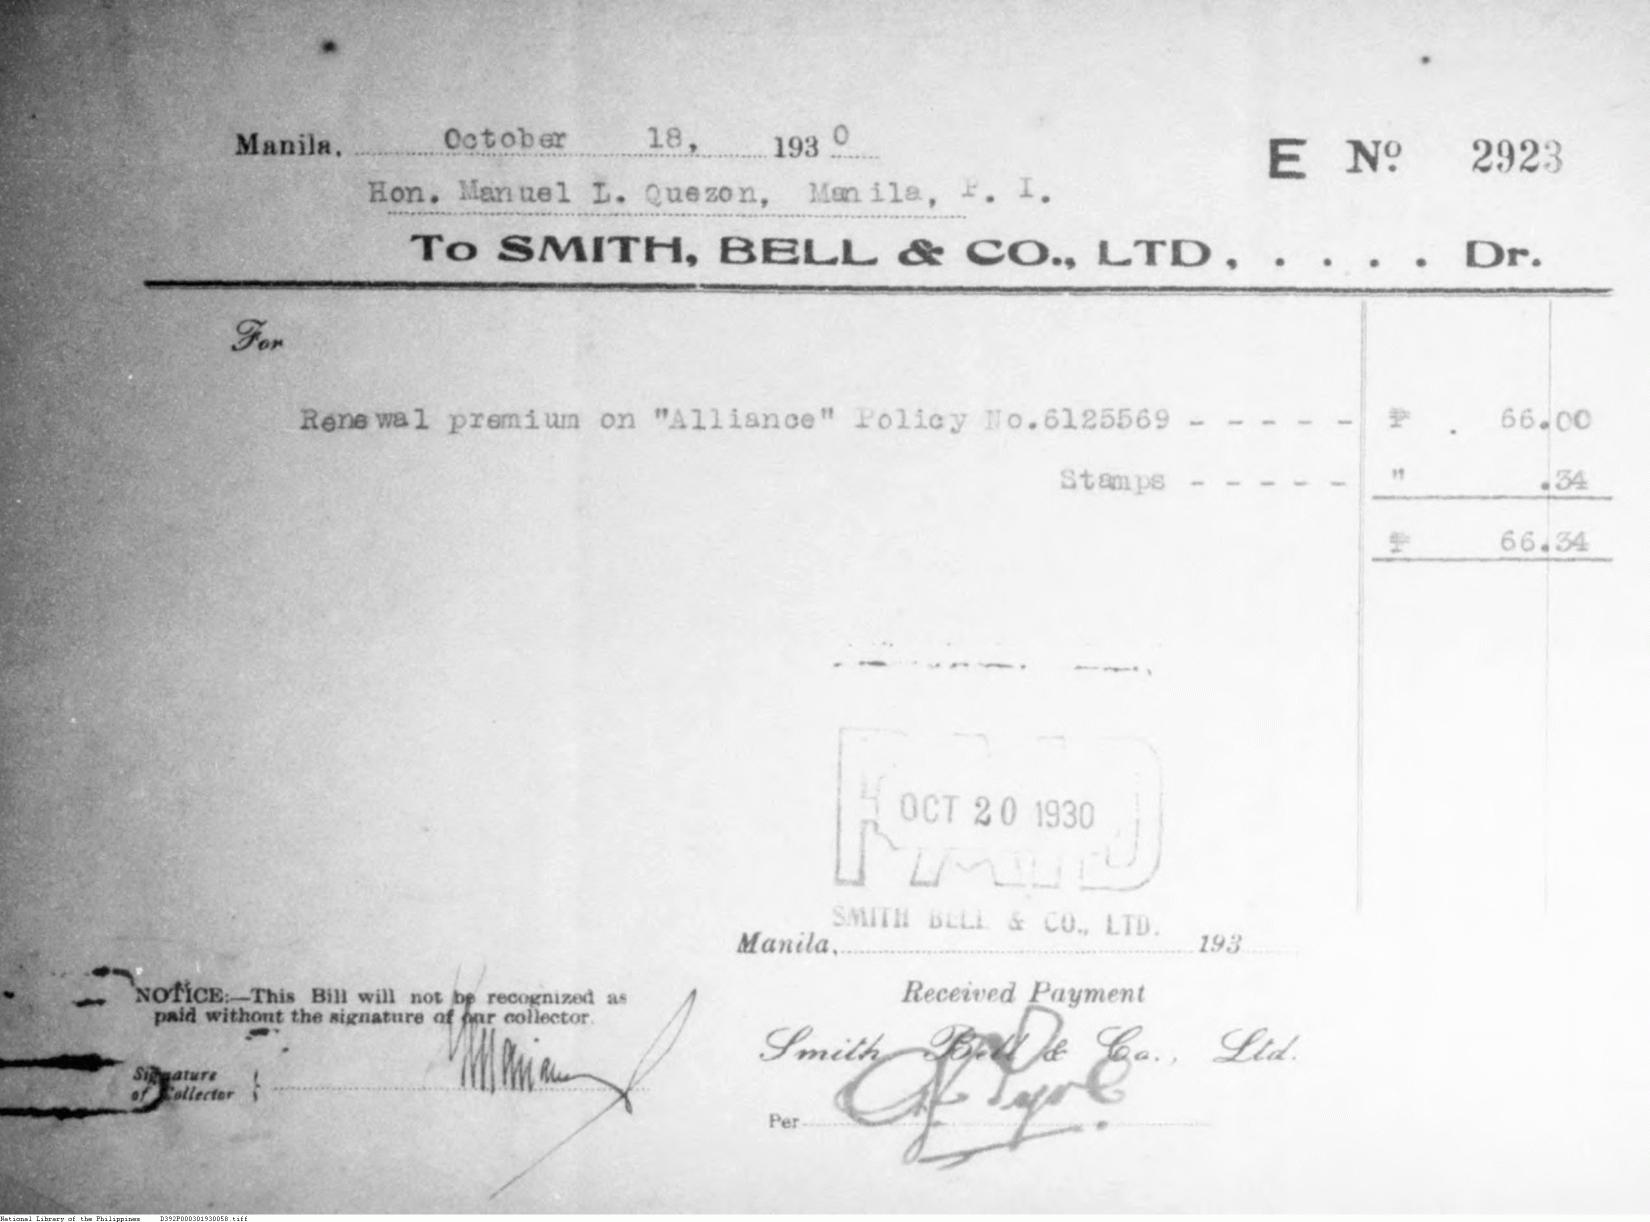 Manila, October 18, 1930
E Nº 2923
Hon. Manuel L. Quezon, Manila, P. I.
To SMITH, BELL & CO., LTD, . . . . . Dr.
For
Renewal premium on "Alliance" Policy No.6125569 - - - - - ₱ . 66.00
Stamps - - - - - " .34
₱ 66.34
PAID
OCT 20 1930
SMITH BELL & CO., LTD.
Manila, 193
NOTICE:—This Bill will not be recognized as
paid without the signature of our collector.
Received Payment
Smith, Bell & Co., Ltd.
Signature
of Collector
Per
National Library of the Philippines D392P000301930058.tiff